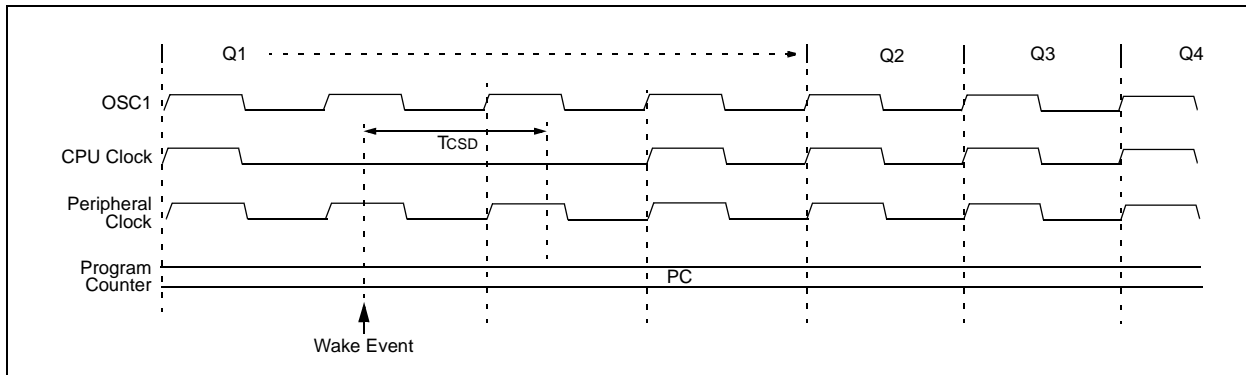 Q1 Q2 Q3 Q4
OSC1
TCSD
CPU Clock
Peripheral
Clock
Program
Counter
PC
Wake Event